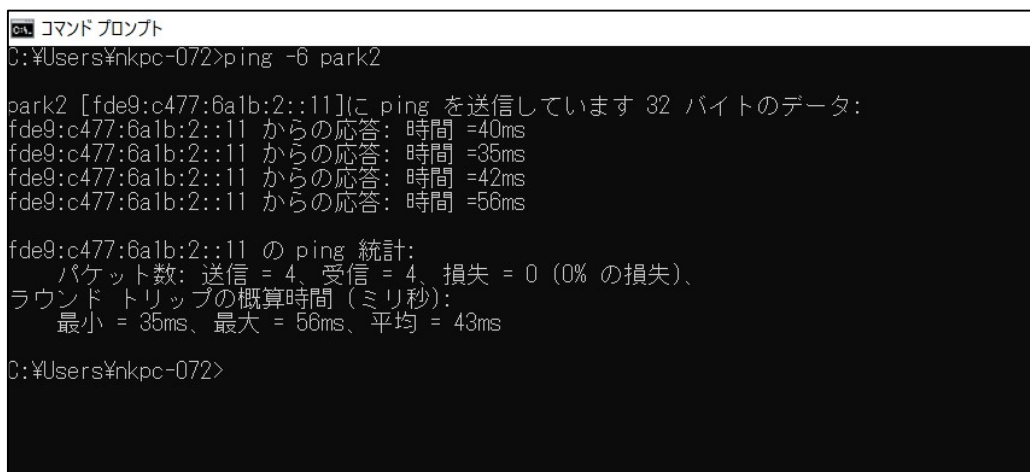 コマンド プロンプト
C:¥Users¥nkpc-072>ping -6 park2
park2 [fde9:c477:6a1b:2::11]に ping を送信しています 32 バイトのデータ:
fde9:c477:6a1b:2::11 からの応答: 時間 =40ms
fde9:c477:6a1b:2::11 からの応答: 時間 =35ms
fde9:c477:6a1b:2::11 からの応答: 時間 =42ms
fde9:c477:6a1b:2::11 からの応答: 時間 =56ms
fde9:c477:6a1b:2::11 の ping 統計:
パケット数: 送信 = 4、受信 = 4、損失 = 0 (0% の損失)、
ラウンド トリップの概算時間 (ミリ秒):
最小 = 35ms、最大 = 56ms、平均 = 43ms
C:¥Users¥nkpc-072>